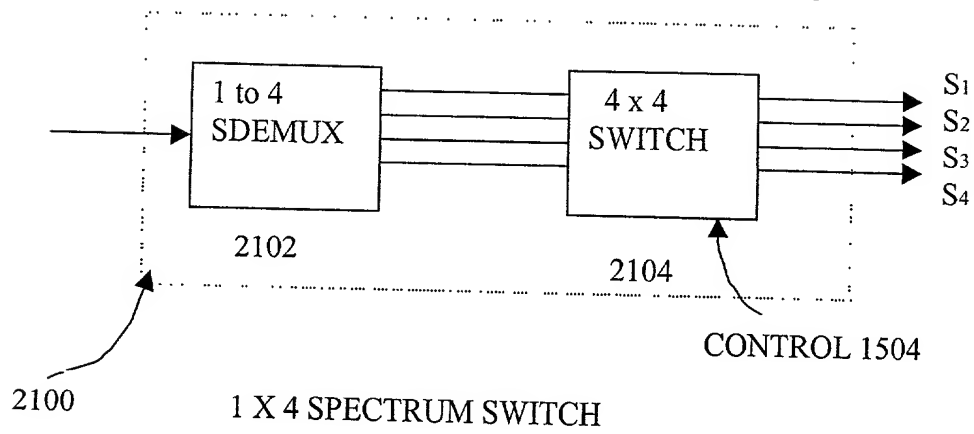 1 to 4
SDEMUX
4 x 4
SWITCH
S1
S2
S3
S4
2102
2104
CONTROL 1504
2100
1 X 4 SPECTRUM SWITCH